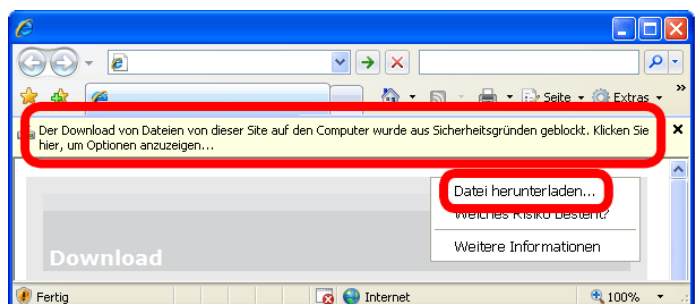 Seite
Extras
Der Download von Dateien von dieser Site auf den Computer wurde aus Sicherheitsgründen geblockt. Klicken Sie
hier, um Optionen anzuzeigen...
Datei herunterladen...
Welches Risiko besteht?
Weitere Informationen
Download
Fertig
Internet
100%